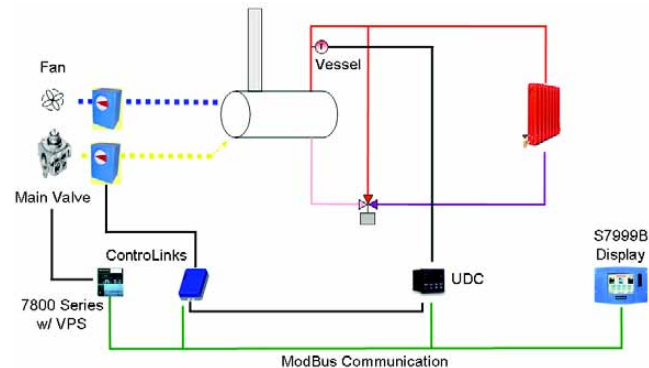 Fan
Vessel
Main Valve
ControLinks
S7999B
Display
UDC
7800 Series
w/ VPS
ModBus Communication